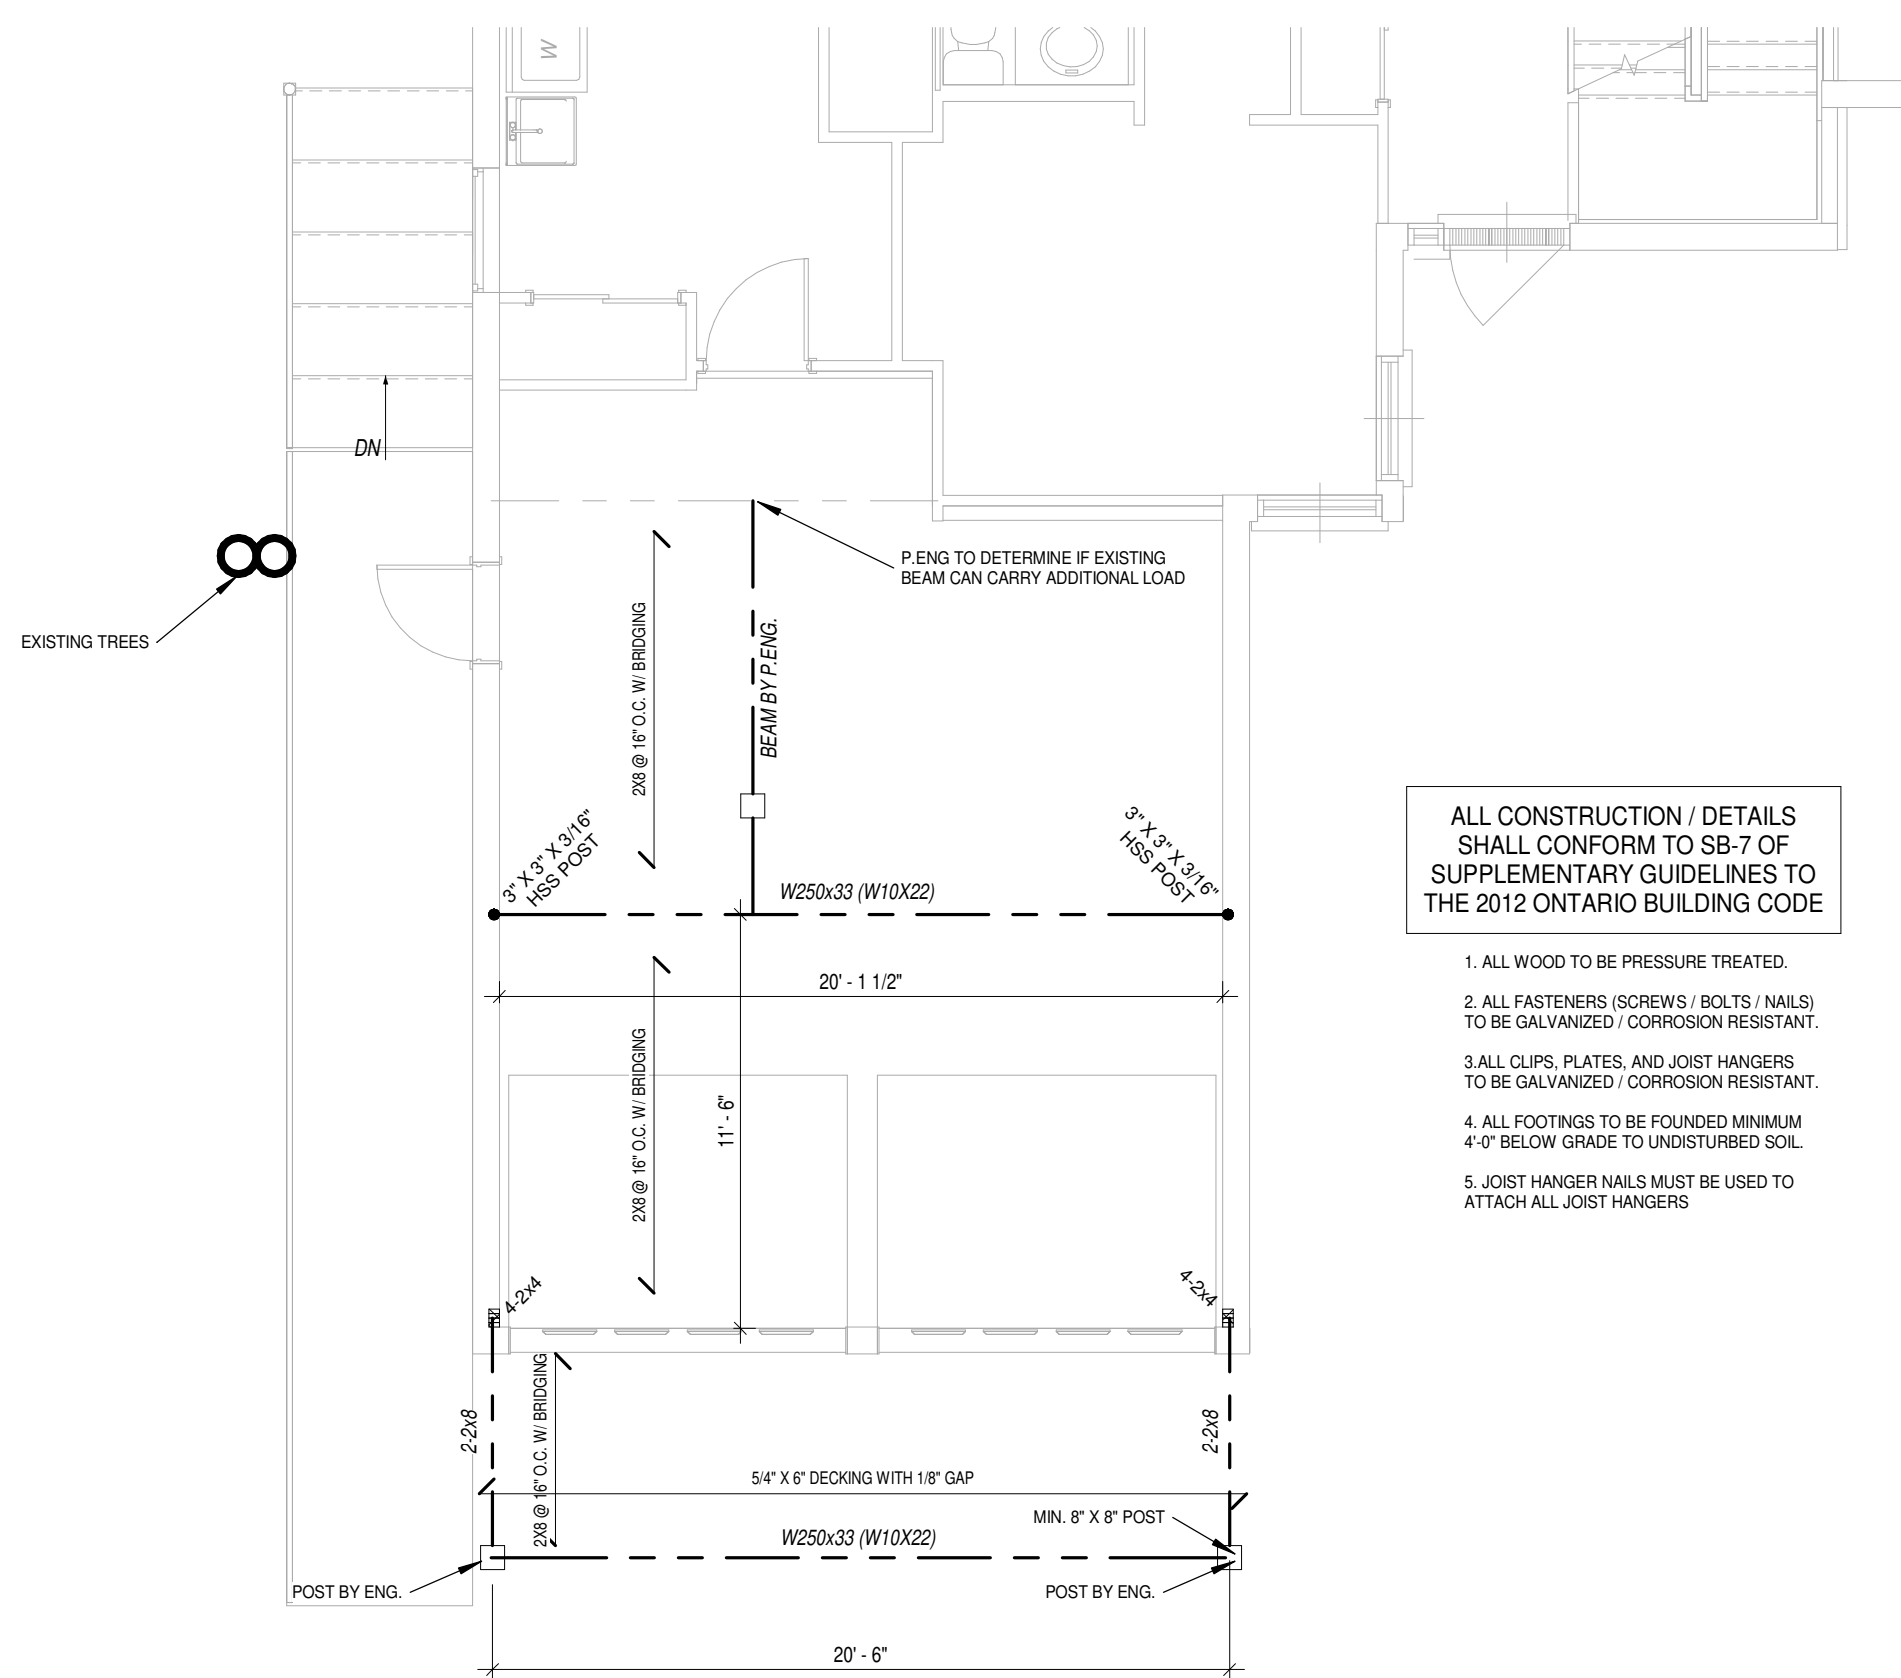 W
DN
P.ENG TO DETERMINE IF EXISTING
BEAM CAN CARRY ADDITIONAL LOAD
EXISTING TREES
2X8 @ 16" O.C. W/ BRIDGING
BEAM BY P.ENG.
3" X 3" X 3/16"
HSS POST
3" X 3" X 3/16"
HSS POST
W250x33 (W10X22)
ALL CONSTRUCTION / DETAILS
SHALL CONFORM TO SB-7 OF
SUPPLEMENTARY GUIDELINES TO
THE 2012 ONTARIO BUILDING CODE
1. ALL WOOD TO BE PRESSURE TREATED.
2. ALL FASTENERS (SCREWS / BOLTS / NAILS)
TO BE GALVANIZED / CORROSION RESISTANT.
3.ALL CLIPS, PLATES, AND JOIST HANGERS
TO BE GALVANIZED / CORROSION RESISTANT.
4. ALL FOOTINGS TO BE FOUNDED MINIMUM
4'-0" BELOW GRADE TO UNDISTURBED SOIL.
5. JOIST HANGER NAILS MUST BE USED TO
ATTACH ALL JOIST HANGERS
20' - 1 1/2"
2X8 @ 16" O.C. W/ BRIDGING
11' - 6"
4-2x4
4-2x4
2-2x8
2X8 @ 16" O.C. W/ BRIDGING
2-2x8
5/4" X 6" DECKING WITH 1/8" GAP
MIN. 8" X 8" POST
W250x33 (W10X22)
POST BY ENG.
POST BY ENG.
20' - 6"